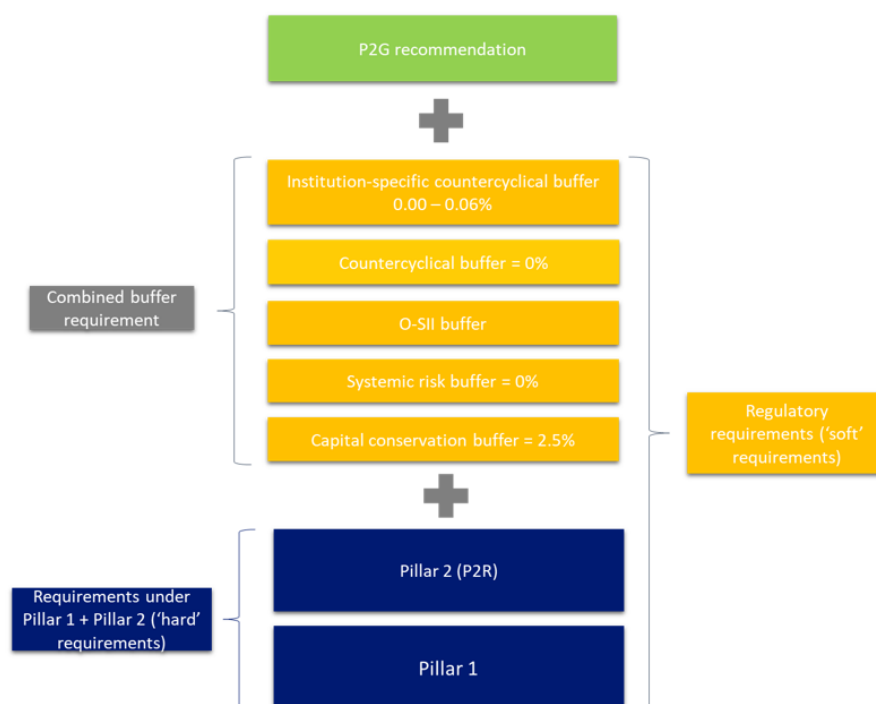 P2G recommendation
Institution-specific countercyclical buffer
0.00 – 0.06%
Countercyclical buffer = 0%
Combined buffer
requirement
O-SII buffer
Systemic risk buffer = 0%
Capital conservation buffer = 2.5%
Regulatory
requirements (‘soft’
requirements)
Pillar 2 (P2R)
Requirements under
Pillar 1 + Pillar 2 (‘hard’
requirements)
Pillar 1